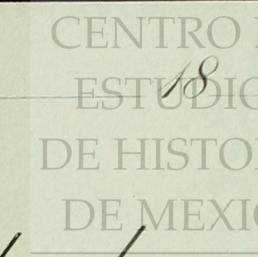 CENTRO
18
ESTUDIO
DE HISTO
DE MEXIC